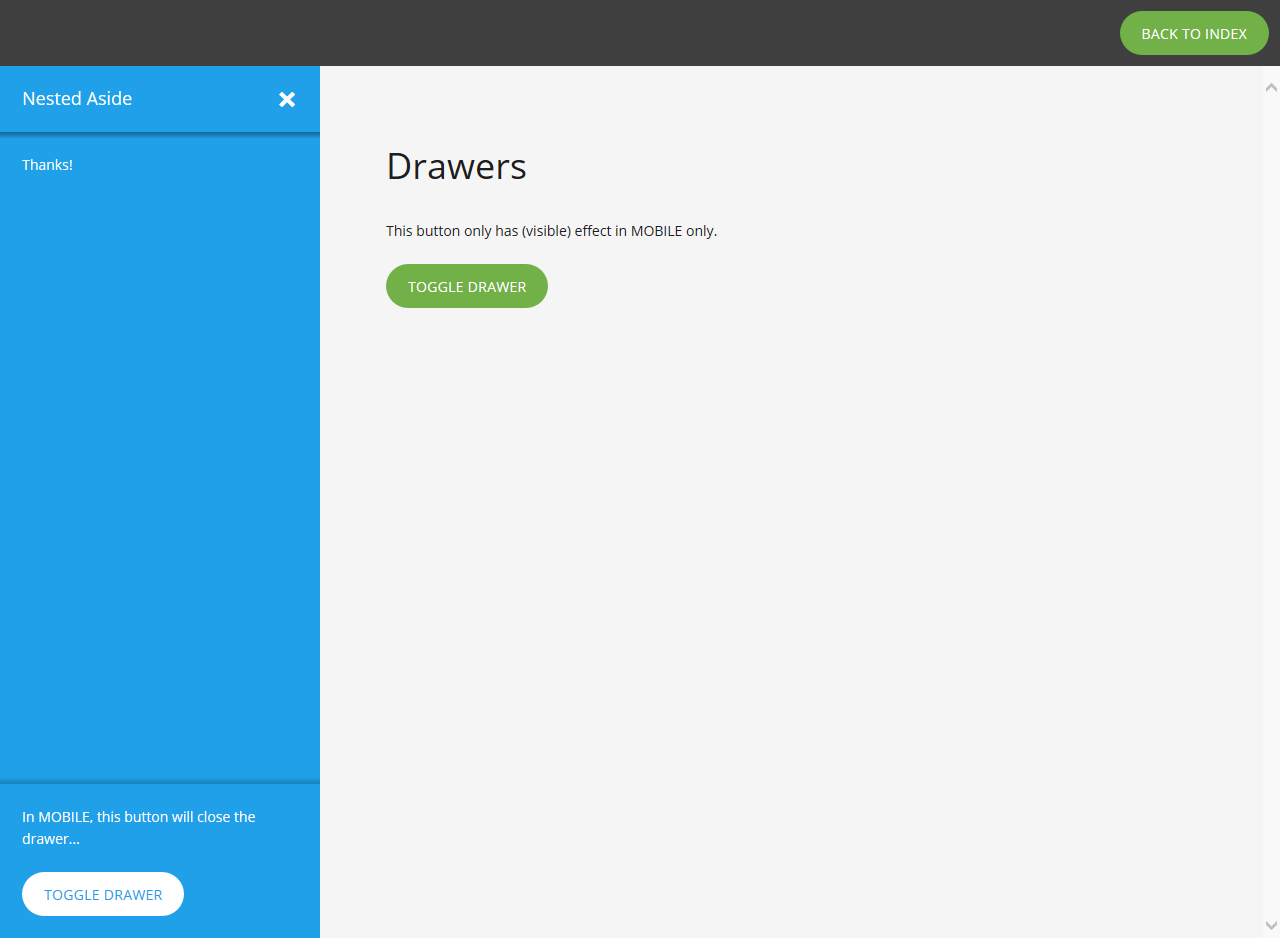 BACK TO INDEX
Nested Aside
Thanks!
Drawers
This button only has (visible) effect in MOBILE only.
TOGGLE DRAWER
In MOBILE, this button will close the
drawer...
TOGGLE DRAWER